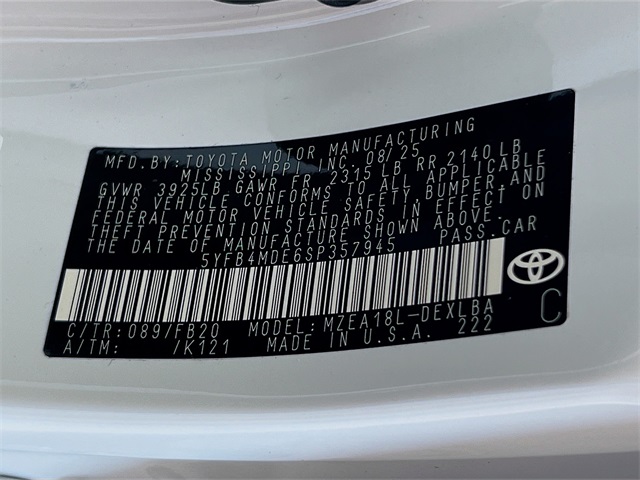 MFD.BY:TOYOTA MOTOR MANUFACTURING
MISSISSIPPI INC. 08/25
GVWR 3925LB GAWR FR 2315 LB RR 2140 LB
THIS VEHICLE CONFORMS TO ALL APPLICABLE
FEDERAL MOTOR VEHICLE SAFETY, BUMPER, AND
THEFT PREVENTION STANDARDS IN EFFECT ON
THE DATE OF MANUFACTURE SHOWN ABOVE.
5YFB4MDE6SP357945 PASS.CAR
C/TR:089/FB20 MODEL:MZEA18L-DEXLBA C
A/TM: /K121 MADE IN U.S.A. 222